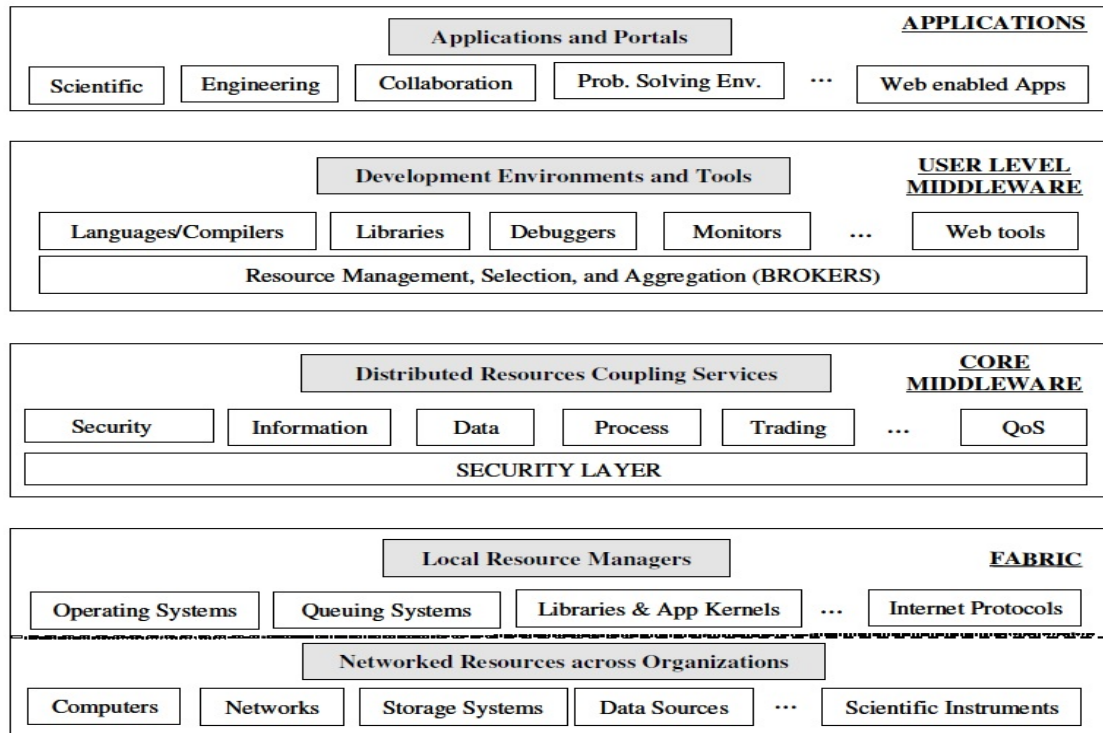 APPLICATIONS
Applications and Portals
Scientific
Engineering
Collaboration
Prob. Solving Env.
...
Web enabled Apps
USER LEVEL
MIDDLEWARE
Development Environments and Tools
Languages/Compilers
Libraries
Debuggers
Monitors
...
Web tools
Resource Management, Selection, and Aggregation (BROKERS)
CORE
MIDDLEWARE
Distributed Resources Coupling Services
Security
Information
Data
Process
Trading
...
QoS
SECURITY LAYER
Local Resource Managers
FABRIC
Operating Systems
Queuing Systems
Libraries & App Kernels
...
Internet Protocols
Networked Resources across Organizations
Computers
Networks
Storage Systems
Data Sources
...
Scientific Instruments